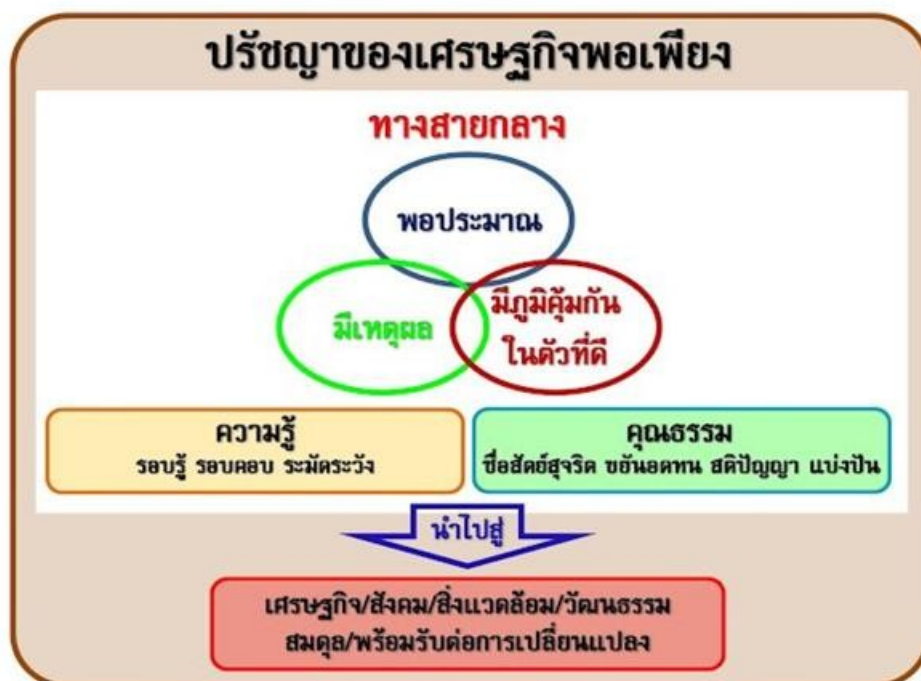 ปรัชญาของเศรษฐกิจพอเพียง
ทางสายกลาง
พอประมาณ
มีเหตุผล
มีภูมิคุ้มกัน
ในตัวที่ดี
ความรู้
รอบรู้ รอบคอบ ระมัดระวัง
คุณธรรม
ซื่อสัตย์สุจริต ขยันอดทน สติปัญญา แบ่งปัน
นำไปสู่
เศรษฐกิจ/สังคม/สิ่งแวดล้อม/วัฒนธรรม
สมดุล/พร้อมรับต่อการเปลี่ยนแปลง